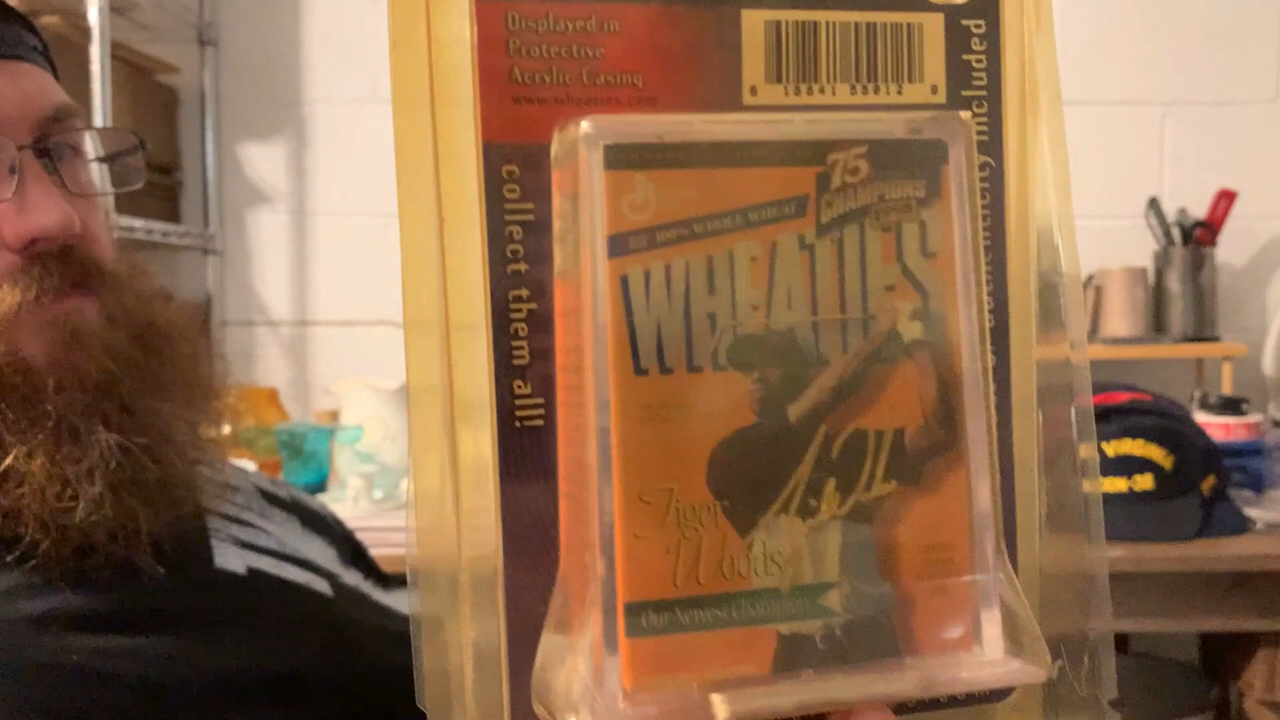 Displayed in
Protective
Acrylic Casing
www.wheaties.com
6 18841 55012 9
authenticity included
collect them all!
75
CHAMPIONS
100% WHOLE WHEAT
WHEATIES
Tiger
Woods
Our Newest Champion
VIRGINIA